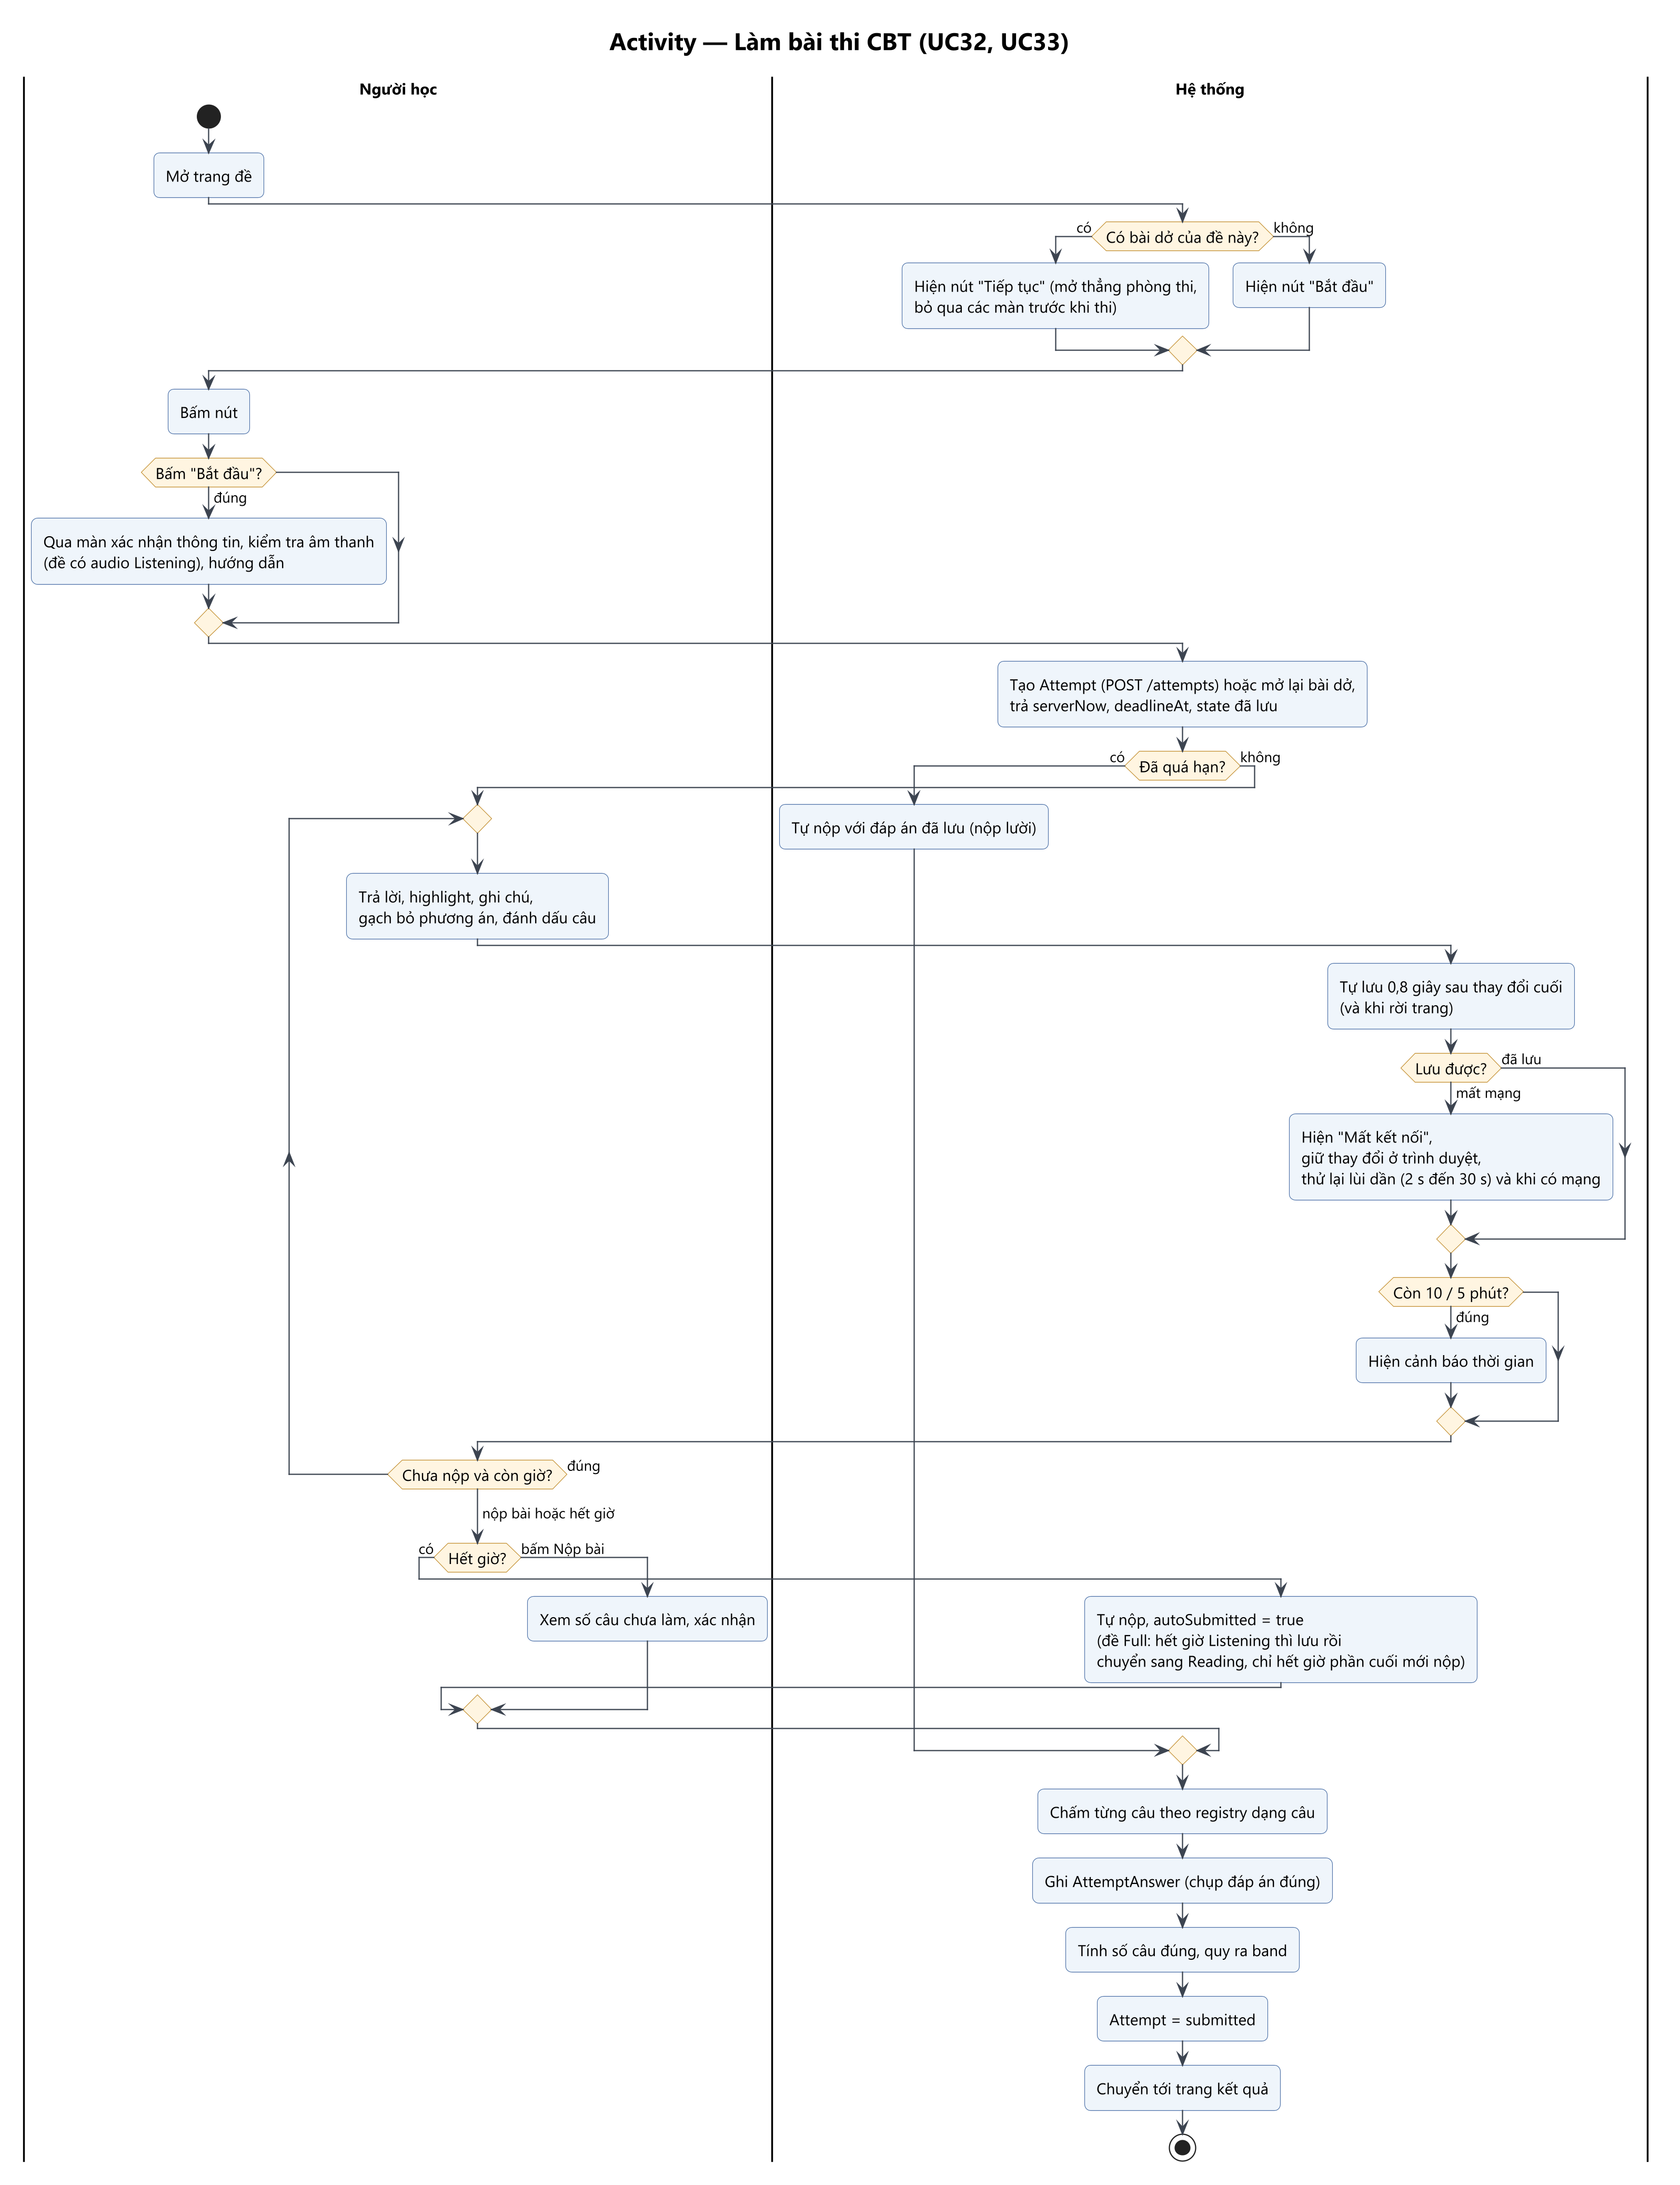 Activity — Làm bài thi CBT (UC32, UC33)
Người học
Hệ thống
Mở trang đề
Có bài dở của đề này?
có
không
Hiện nút "Tiếp tục" (mở thẳng phòng thi,
bỏ qua các màn trước khi thi)
Hiện nút "Bắt đầu"
Bấm nút
Bấm "Bắt đầu"?
đúng
Qua màn xác nhận thông tin, kiểm tra âm thanh
(đề có audio Listening), hướng dẫn
Tạo Attempt (POST /attempts) hoặc mở lại bài dở,
trả serverNow, deadlineAt, state đã lưu
có
Đã quá hạn?
không
Tự nộp với đáp án đã lưu (nộp lười)
Trả lời, highlight, ghi chú,
gạch bỏ phương án, đánh dấu câu
Tự lưu 0,8 giây sau thay đổi cuối
(và khi rời trang)
Lưu được?
đã lưu
mất mạng
Hiện "Mất kết nối",
giữ thay đổi ở trình duyệt,
thử lại lùi dần (2 s đến 30 s) và khi có mạng
Còn 10 / 5 phút?
đúng
Hiện cảnh báo thời gian
Chưa nộp và còn giờ?
đúng
nộp bài hoặc hết giờ
có
Hết giờ?
bấm Nộp bài
Xem số câu chưa làm, xác nhận
Tự nộp, autoSubmitted = true
(đề Full: hết giờ Listening thì lưu rồi
chuyển sang Reading, chỉ hết giờ phần cuối mới nộp)
Chấm từng câu theo registry dạng câu
Ghi AttemptAnswer (chụp đáp án đúng)
Tính số câu đúng, quy ra band
Attempt = submitted
Chuyển tới trang kết quả